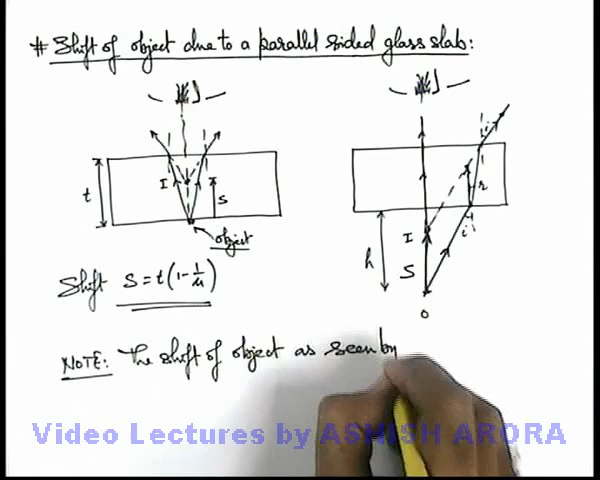 # Shift of object due to a parallel sided glass slab:
t
I
S
object
i
r
I
i
h
S
O
Shift S = t(1 - 1/μ)
NOTE: The shift of object as seen by
Video Lectures by ASHISH ARORA